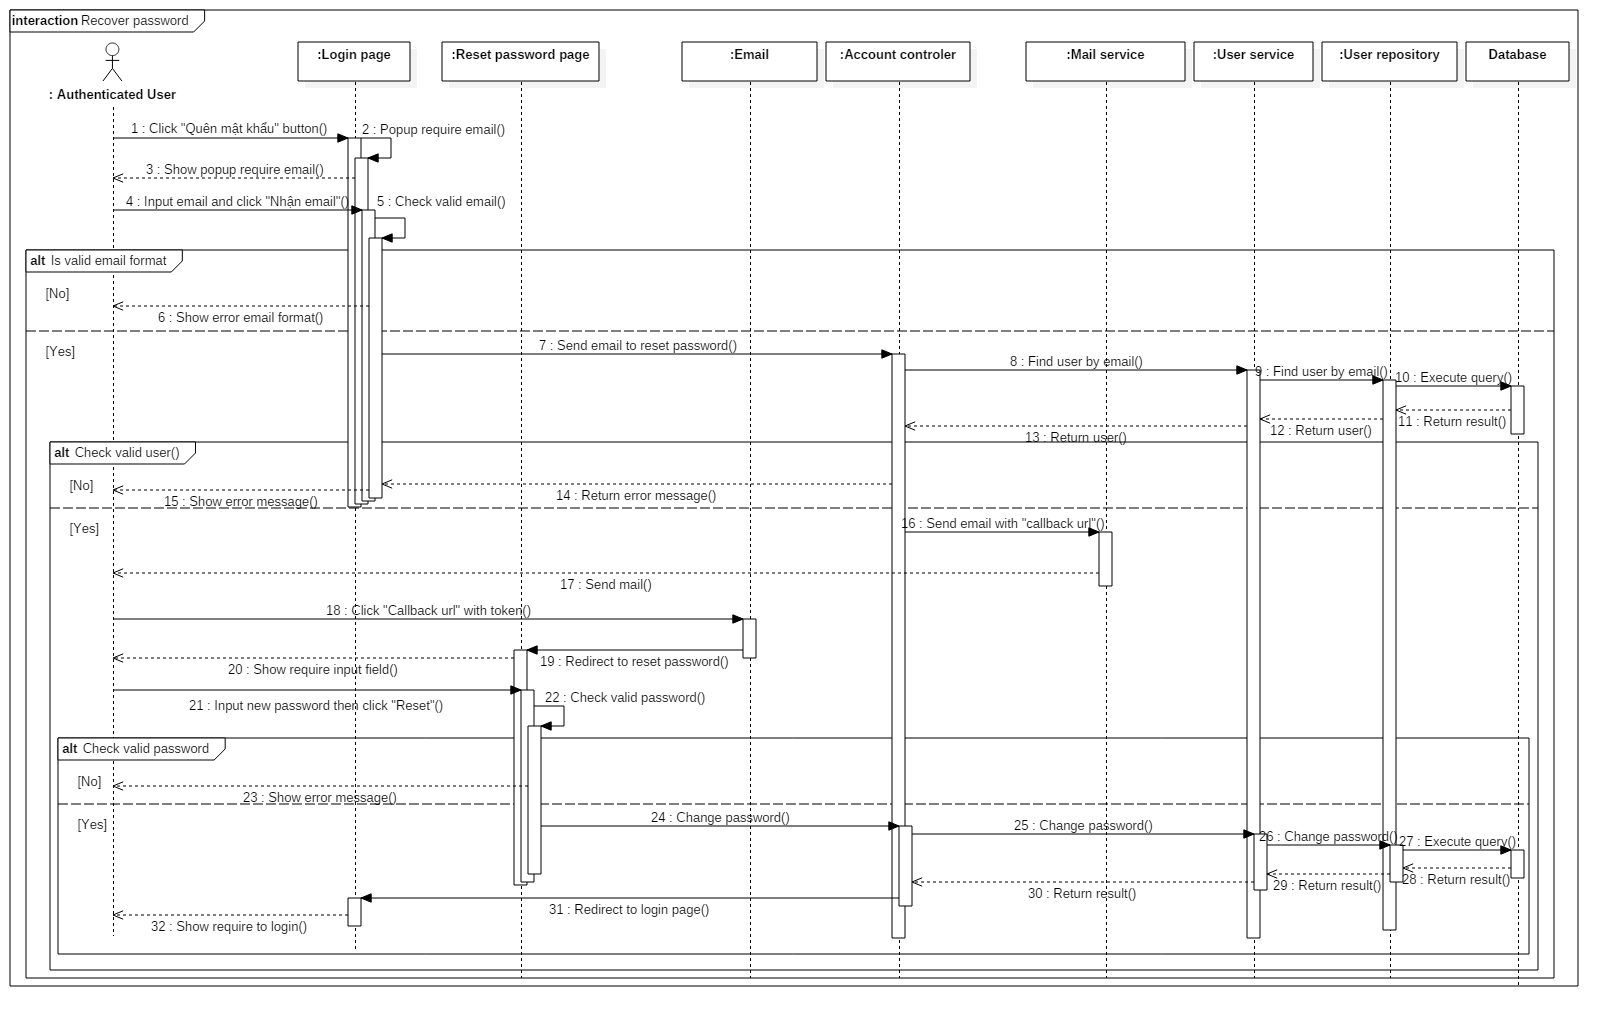 interaction Recover password
:Login page
:Reset password page
:Email
:Account controler
:Mail service
:User service
:User repository
Database
: Authenticated User
1 : Click "Quên mật khẩu" button()
2 : Popup require email()
3 : Show popup require email()
4 : Input email and click "Nhận email"()
5 : Check valid email()
alt Is valid email format
[No]
6 : Show error email format()
[Yes]
7 : Send email to reset password()
8 : Find user by email()
9 : Find user by email()
10 : Execute query()
11 : Return result()
12 : Return user()
13 : Return user()
alt Check valid user()
[No]
14 : Return error message()
15 : Show error message()
[Yes]
16 : Send email with "callback url"()
17 : Send mail()
18 : Click "Callback url" with token()
19 : Redirect to reset password()
20 : Show require input field()
21 : Input new password then click "Reset"()
22 : Check valid password()
alt Check valid password
[No]
23 : Show error message()
[Yes]
24 : Change password()
25 : Change password()
26 : Change password()
27 : Execute query()
28 : Return result()
29 : Return result()
30 : Return result()
31 : Redirect to login page()
32 : Show require to login()